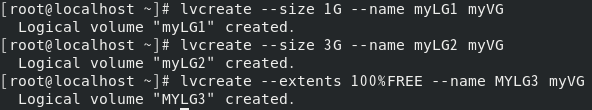 [root@localhost ~]# lvcreate --size 1G --name myLG1 myVG
Logical volume "myLG1" created.
[root@localhost ~]# lvcreate --size 3G --name myLG2 myVG
Logical volume "myLG2" created.
[root@localhost ~]# lvcreate --extents 100%FREE --name MYLG3 myVG
Logical volume "MYLG3" created.